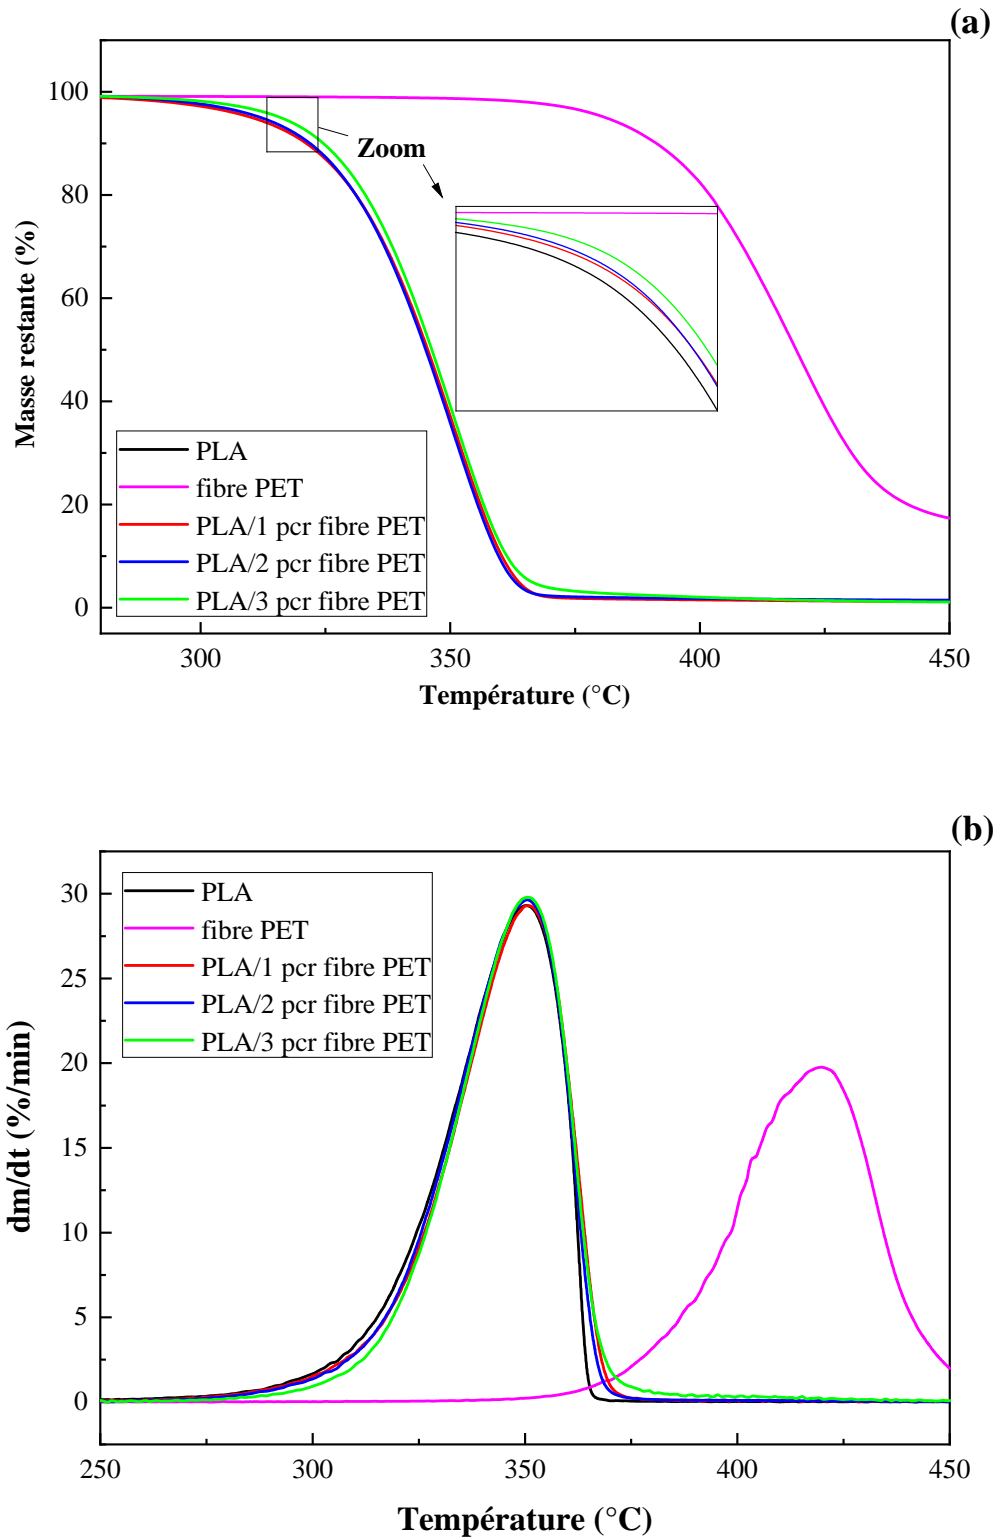 (a)
100
80
60
40
20
0
Masse restante (%)
Zoom
PLA
fibre PET
PLA/1 pcr fibre PET
PLA/2 pcr fibre PET
PLA/3 pcr fibre PET
300 350 400 450
Température (°C)
(b)
30
25
20
15
10
5
0
dm/dt (%/min)
PLA
fibre PET
PLA/1 pcr fibre PET
PLA/2 pcr fibre PET
PLA/3 pcr fibre PET
250 300 350 400 450
Température (°C)